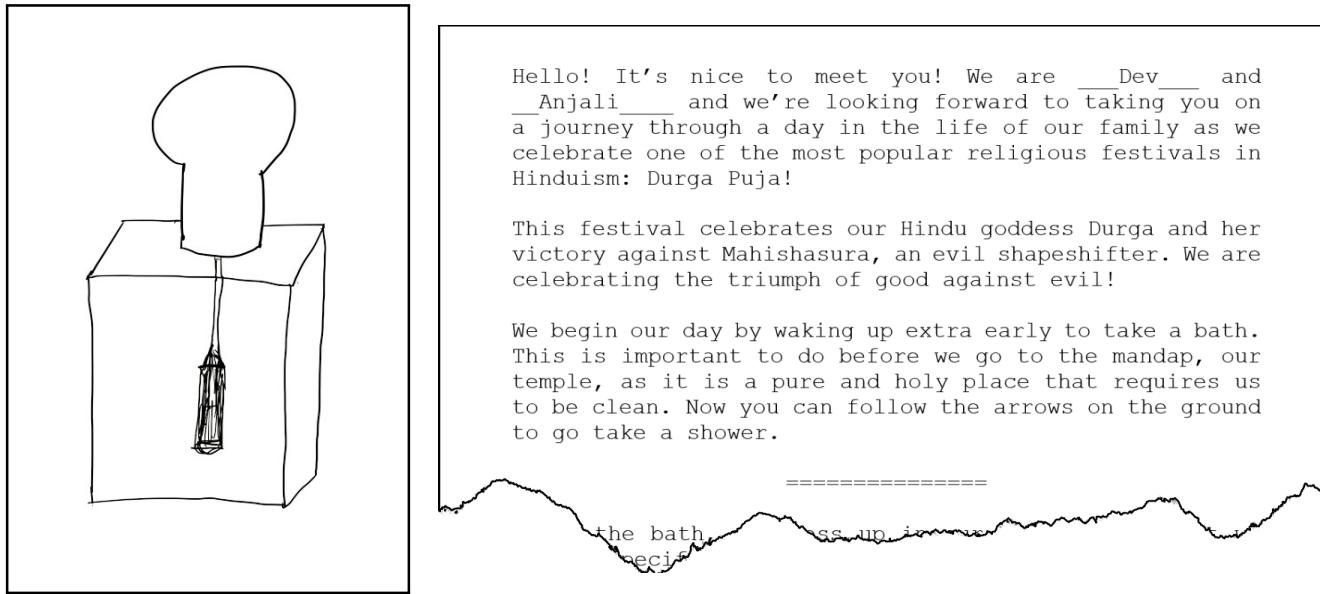 Hello! It’s nice to meet you! We are ___Dev___ and
__Anjali____ and we’re looking forward to taking you on
a journey through a day in the life of our family as we
celebrate one of the most popular religious festivals in
Hinduism: Durga Puja!
This festival celebrates our Hindu goddess Durga and her
victory against Mahishasura, an evil shapeshifter. We are
celebrating the triumph of good against evil!
We begin our day by waking up extra early to take a bath.
This is important to do before we go to the mandap, our
temple, as it is a pure and holy place that requires us
to be clean. Now you can follow the arrows on the ground
to go take a shower.
===============
the bath, up